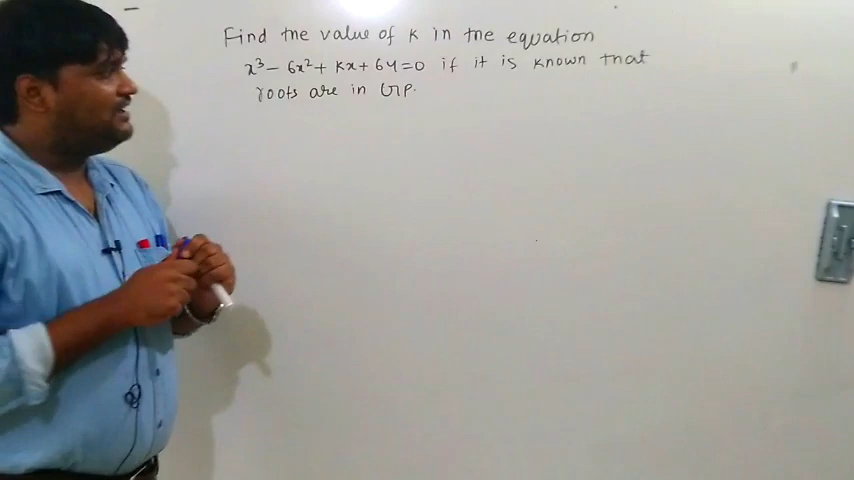 Find the value of K in the equation
x³ - 6x² + Kx + 64 = 0 if it is known that
roots are in GP.